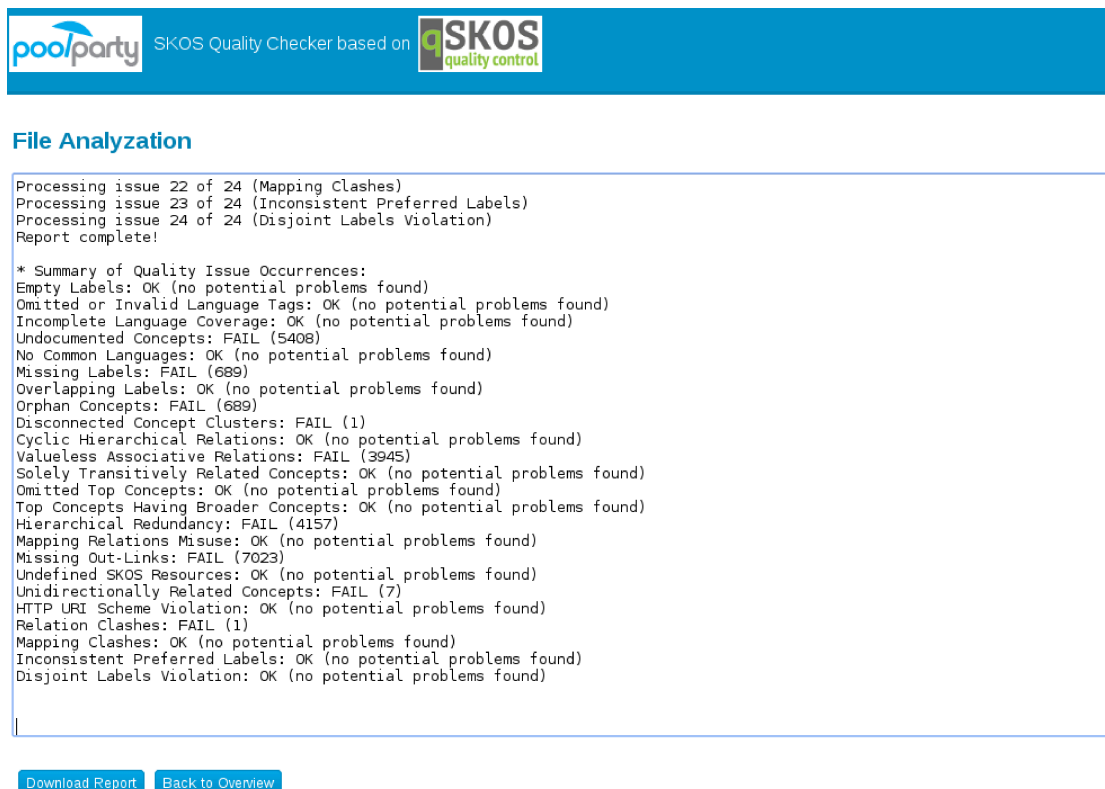 poolparty SKOS Quality Checker based on qSKOS quality control
File Analyzation
Processing issue 22 of 24 (Mapping Clashes)
Processing issue 23 of 24 (Inconsistent Preferred Labels)
Processing issue 24 of 24 (Disjoint Labels Violation)
Report complete!
* Summary of Quality Issue Occurrences:
Empty Labels: OK (no potential problems found)
Omitted or Invalid Language Tags: OK (no potential problems found)
Incomplete Language Coverage: OK (no potential problems found)
Undocumented Concepts: FAIL (5408)
No Common Languages: OK (no potential problems found)
Missing Labels: FAIL (689)
Overlapping Labels: OK (no potential problems found)
Orphan Concepts: FAIL (689)
Disconnected Concept Clusters: FAIL (1)
Cyclic Hierarchical Relations: OK (no potential problems found)
Valueless Associative Relations: FAIL (3945)
Solely Transitively Related Concepts: OK (no potential problems found)
Omitted Top Concepts: OK (no potential problems found)
Top Concepts Having Broader Concepts: OK (no potential problems found)
Hierarchical Redundancy: FAIL (4157)
Mapping Relations Misuse: OK (no potential problems found)
Missing Out-Links: FAIL (7023)
Undefined SKOS Resources: OK (no potential problems found)
Unidirectionally Related Concepts: FAIL (7)
HTTP URI Scheme Violation: OK (no potential problems found)
Relation Clashes: FAIL (1)
Mapping Clashes: OK (no potential problems found)
Inconsistent Preferred Labels: OK (no potential problems found)
Disjoint Labels Violation: OK (no potential problems found)
Download Report Back to Overview